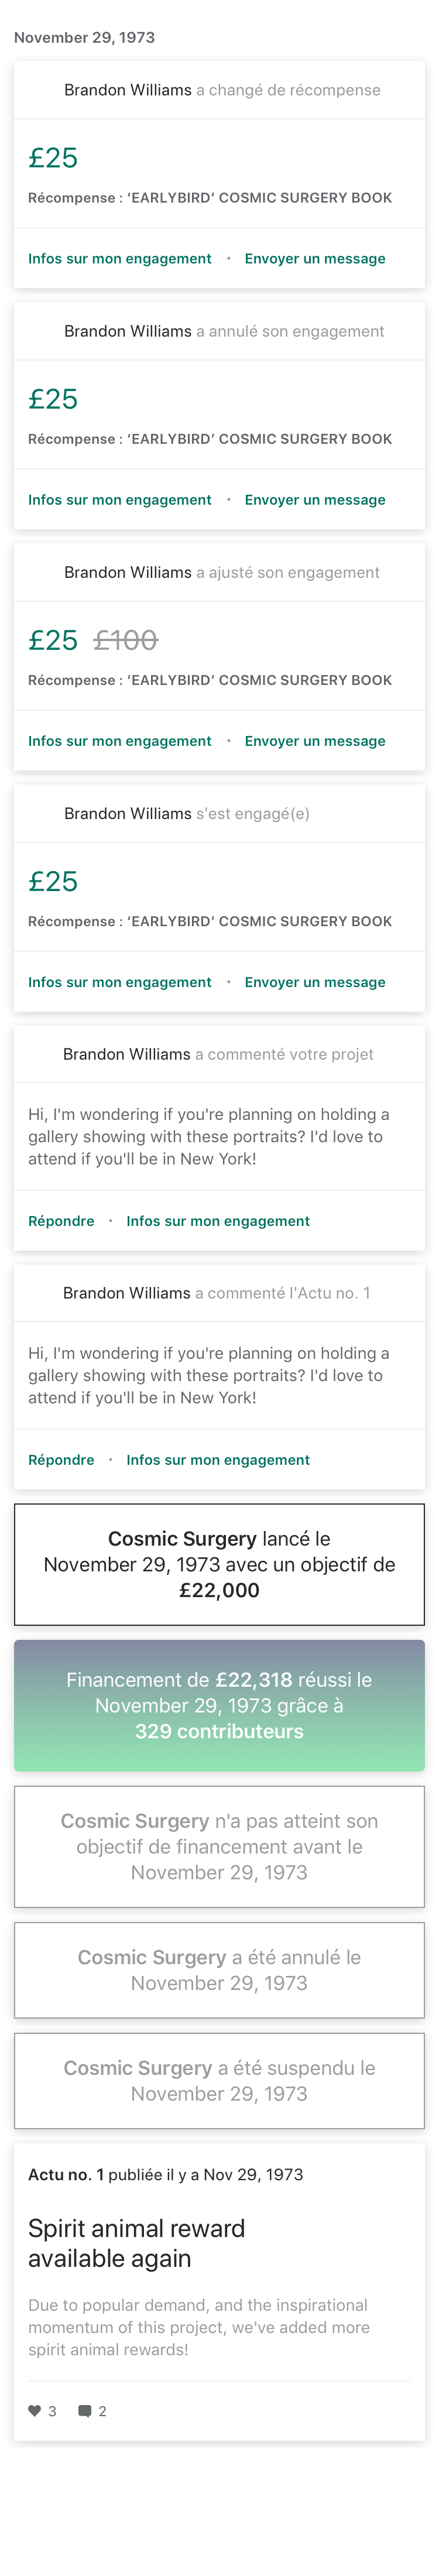 November 29, 1973
Brandon Williams a changé de récompense
£25
Récompense : ‘EARLYBIRD’ COSMIC SURGERY BOOK
Infos sur mon engagement • Envoyer un message
Brandon Williams a annulé son engagement
£25
Récompense : ‘EARLYBIRD’ COSMIC SURGERY BOOK
Infos sur mon engagement • Envoyer un message
Brandon Williams a ajusté son engagement
£25 £100
Récompense : ‘EARLYBIRD’ COSMIC SURGERY BOOK
Infos sur mon engagement • Envoyer un message
Brandon Williams s'est engagé(e)
£25
Récompense : ‘EARLYBIRD’ COSMIC SURGERY BOOK
Infos sur mon engagement • Envoyer un message
Brandon Williams a commenté votre projet
Hi, I'm wondering if you're planning on holding a
gallery showing with these portraits? I'd love to
attend if you'll be in New York!
Répondre • Infos sur mon engagement
Brandon Williams a commenté l'Actu no. 1
Hi, I'm wondering if you're planning on holding a
gallery showing with these portraits? I'd love to
attend if you'll be in New York!
Répondre • Infos sur mon engagement
Cosmic Surgery lancé le
November 29, 1973 avec un objectif de
£22,000
Financement de £22,318 réussi le
November 29, 1973 grâce à
329 contributeurs
Cosmic Surgery n'a pas atteint son
objectif de financement avant le
November 29, 1973
Cosmic Surgery a été annulé le
November 29, 1973
Cosmic Surgery a été suspendu le
November 29, 1973
Actu no. 1 publiée il y a Nov 29, 1973
Spirit animal reward
available again
Due to popular demand, and the inspirational
momentum of this project, we've added more
spirit animal rewards!
3 2